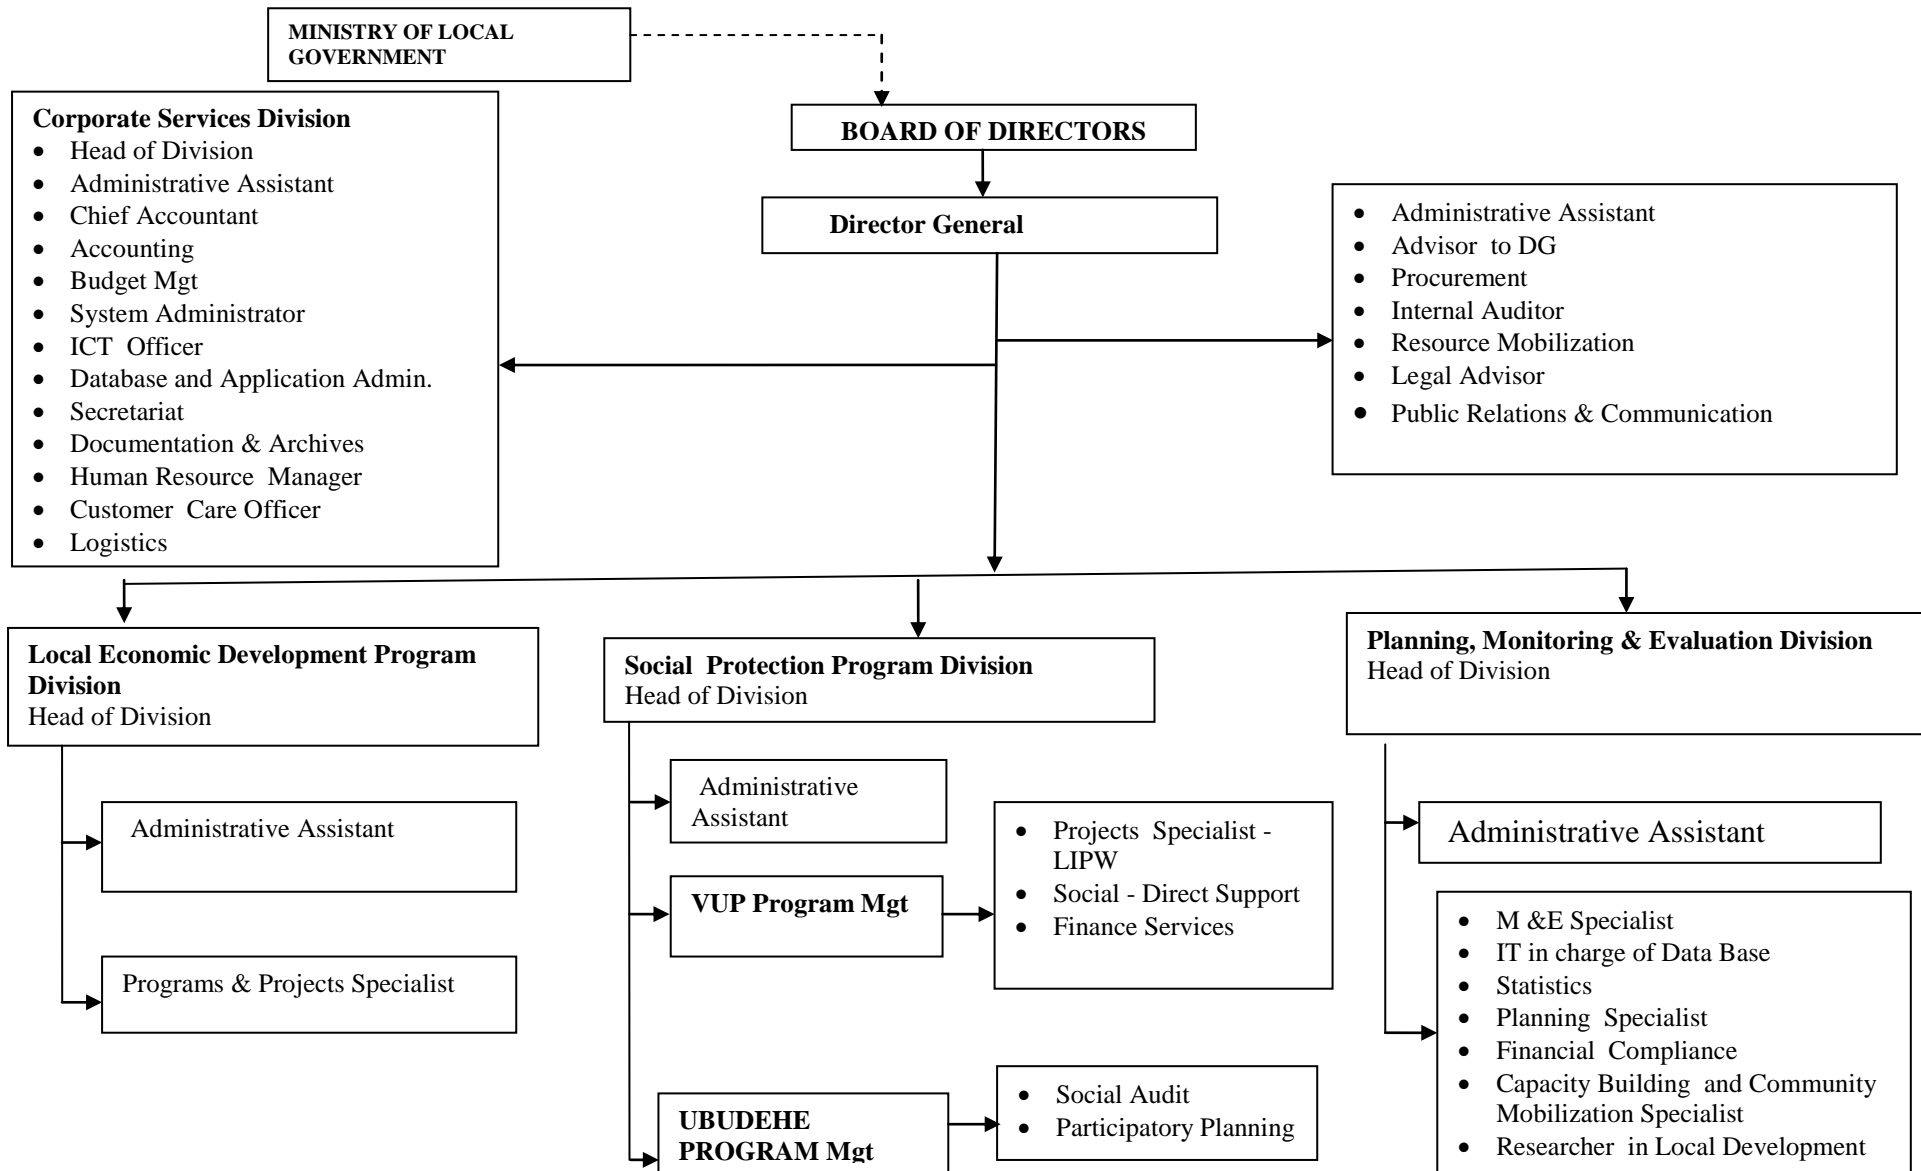 MINISTRY OF LOCAL
GOVERNMENT
BOARD OF DIRECTORS
Director General
Corporate Services Division
• Head of Division
• Administrative Assistant
• Chief Accountant
• Accounting
• Budget Mgt
• System Administrator
• ICT Officer
• Database and Application Admin.
• Secretariat
• Documentation & Archives
• Human Resource Manager
• Customer Care Officer
• Logistics
• Administrative Assistant
• Advisor to DG
• Procurement
• Internal Auditor
• Resource Mobilization
• Legal Advisor
• Public Relations & Communication
Local Economic Development Program
Division
Head of Division
Administrative Assistant
Programs & Projects Specialist
Social Protection Program Division
Head of Division
Administrative
Assistant
VUP Program Mgt
• Projects Specialist -
LIPW
• Social - Direct Support
• Finance Services
UBUDEHE
PROGRAM Mgt
• Social Audit
• Participatory Planning
Planning, Monitoring & Evaluation Division
Head of Division
Administrative Assistant
• M &E Specialist
• IT in charge of Data Base
• Statistics
• Planning Specialist
• Financial Compliance
• Capacity Building and Community
Mobilization Specialist
• Researcher in Local Development